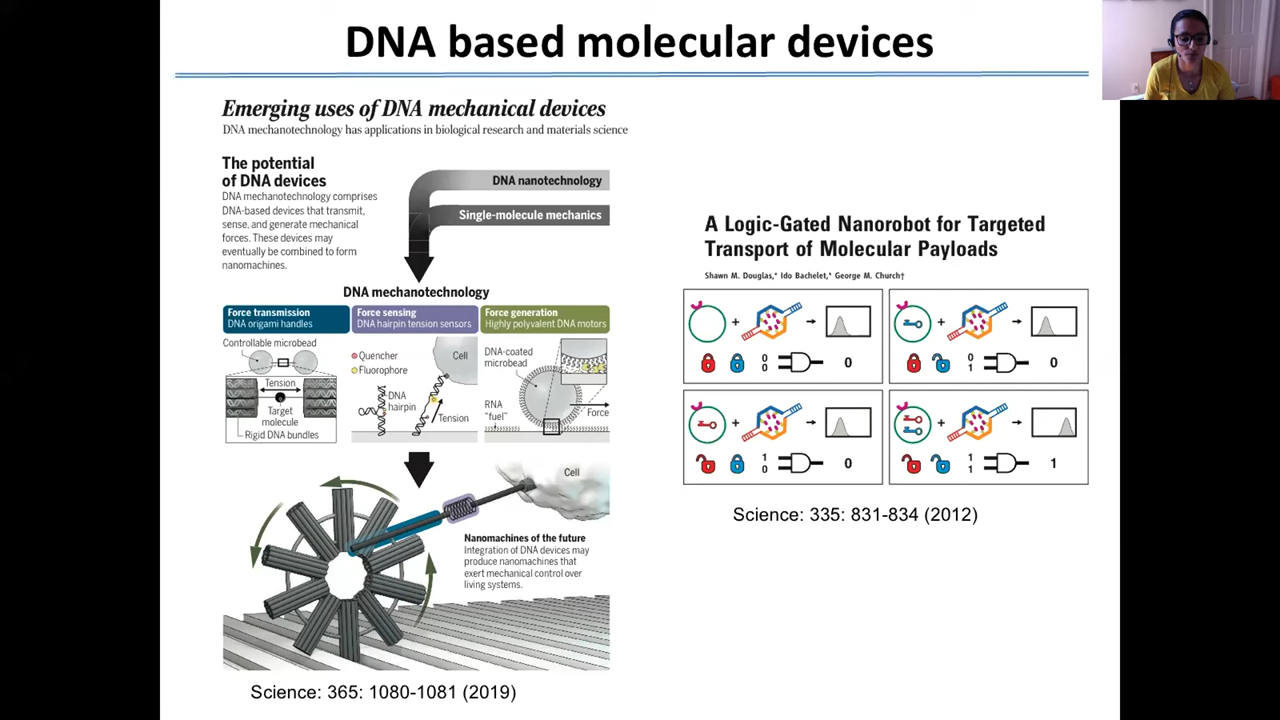 DNA based molecular devices
Emerging uses of DNA mechanical devices
DNA mechanotechnology has applications in biological research and materials science
The potential
of DNA devices
DNA mechanotechnology comprises
DNA-based devices that transmit,
sense, and generate mechanical
forces. These devices may
eventually be combined to form
nanomachines.
DNA nanotechnology
Single-molecule mechanics
DNA mechanotechnology
Force transmission
DNA origami handles
Force sensing
DNA hairpin tension sensors
Force generation
Highly polyvalent DNA motors
Controllable microbead
Tension
Target
molecule
Rigid DNA bundles
Quencher
Fluorophore
Cell
DNA
hairpin
Tension
DNA-coated
microbead
RNA
"fuel"
Force
Cell
Nanomachines of the future
Integration of DNA devices may
produce nanomachines that
exert mechanical control over
living systems.
Science: 365: 1080-1081 (2019)
A Logic-Gated Nanorobot for Targeted
Transport of Molecular Payloads
Shawn M. Douglas,* Ido Bachelet,* George M. Church†
+
0
0
0
+
0
1
0
+
1
0
0
+
1
1
1
Science: 335: 831-834 (2012)